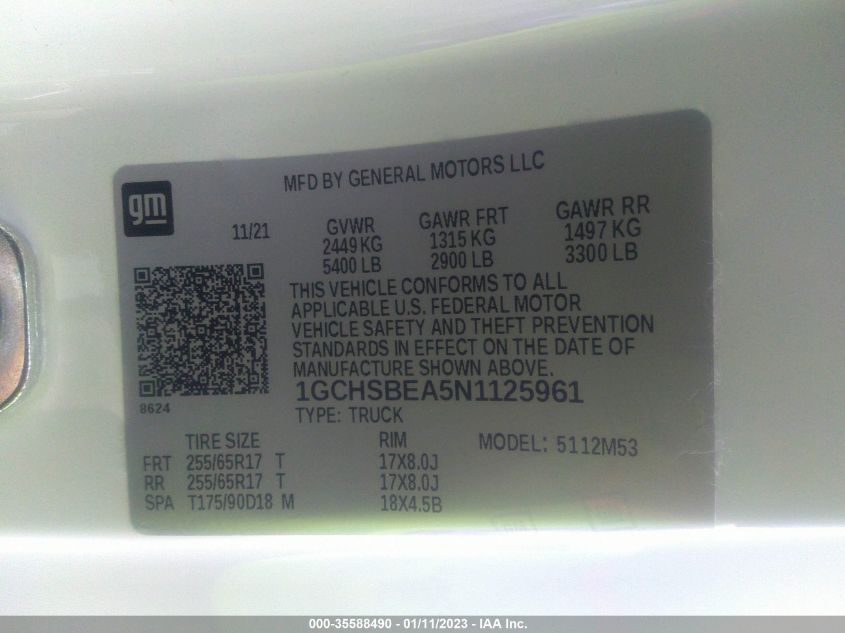 MFD BY GENERAL MOTORS LLC
gm
11/21
GVWR GAWR FRT GAWR RR
2449 KG 1315 KG 1497 KG
5400 LB 2900 LB 3300 LB
THIS VEHICLE CONFORMS TO ALL
APPLICABLE U.S. FEDERAL MOTOR
VEHICLE SAFETY AND THEFT PREVENTION
STANDARDS IN EFFECT ON THE DATE OF
MANUFACTURE SHOWN ABOVE.
8624
1GCHSBEA5N1125961
TYPE: TRUCK
TIRE SIZE RIM MODEL: 5112M53
FRT 255/65R17 T 17X8.0J
RR 255/65R17 T 17X8.0J
SPA T175/90D18 M 18X4.5B
000-35588490 - 01/11/2023 - IAA Inc.